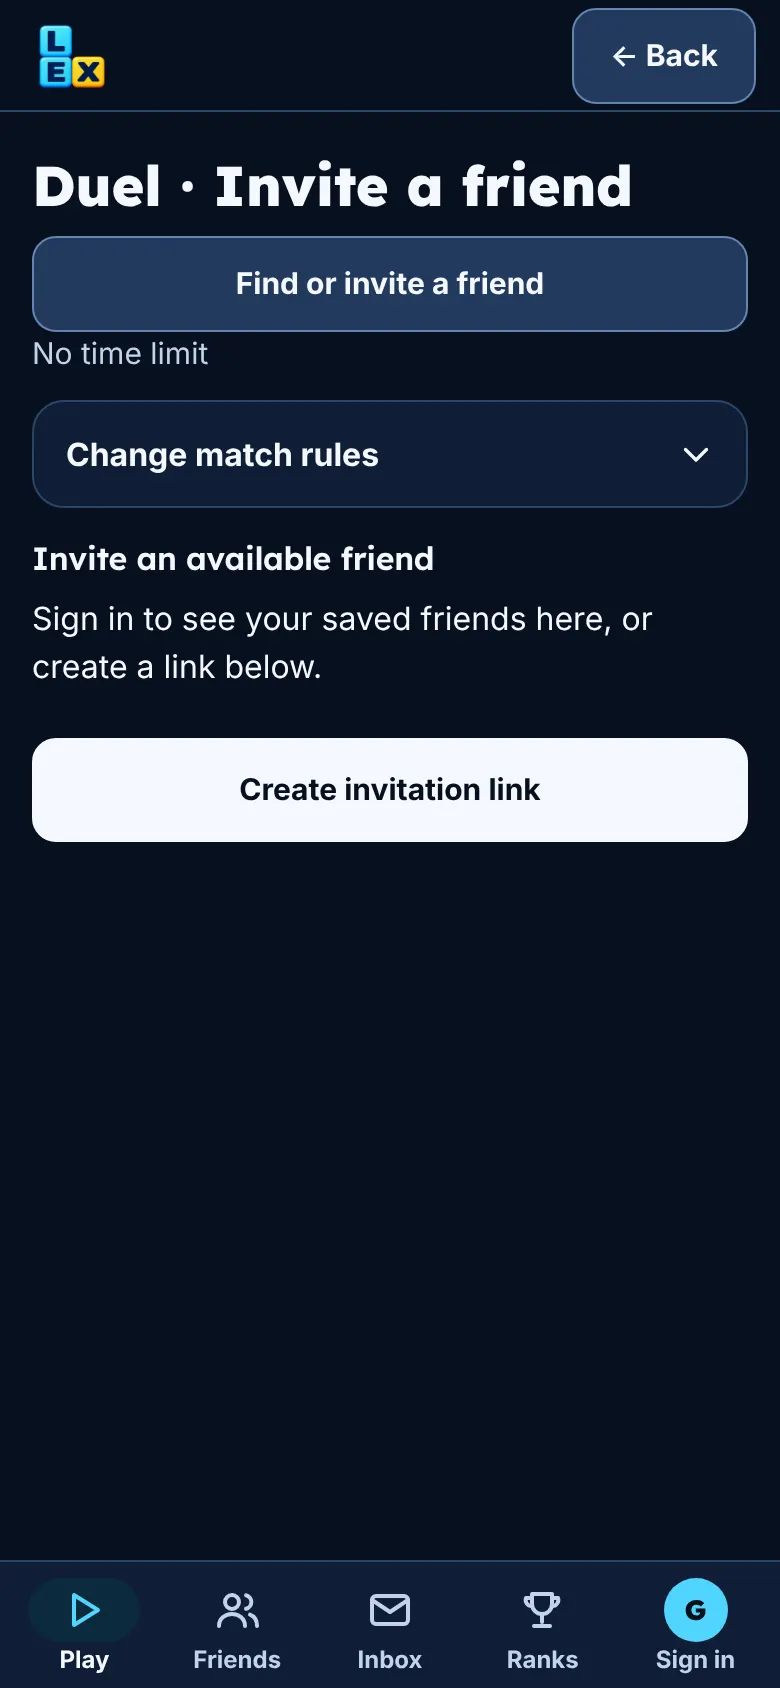 L
EX
← Back
Duel · Invite a friend
Find or invite a friend
No time limit
Change match rules
Invite an available friend
Sign in to see your saved friends here, or
create a link below.
Create invitation link
Play
Friends
Inbox
Ranks
G
Sign in